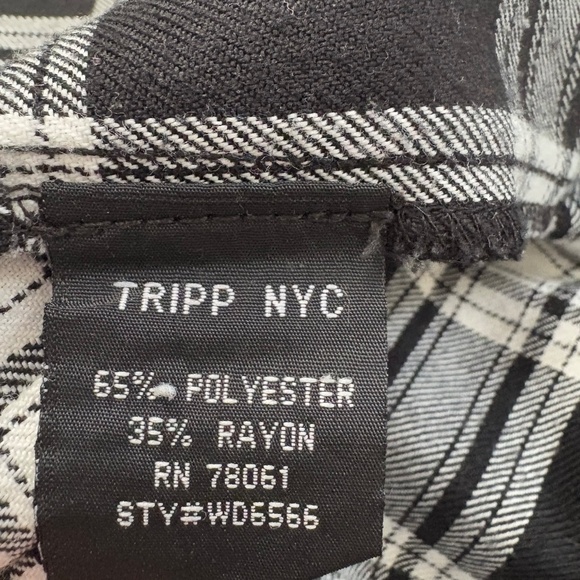 TRIPP NYC
65% POLYESTER
35% RAYON
RN 78061
STY#WD6566